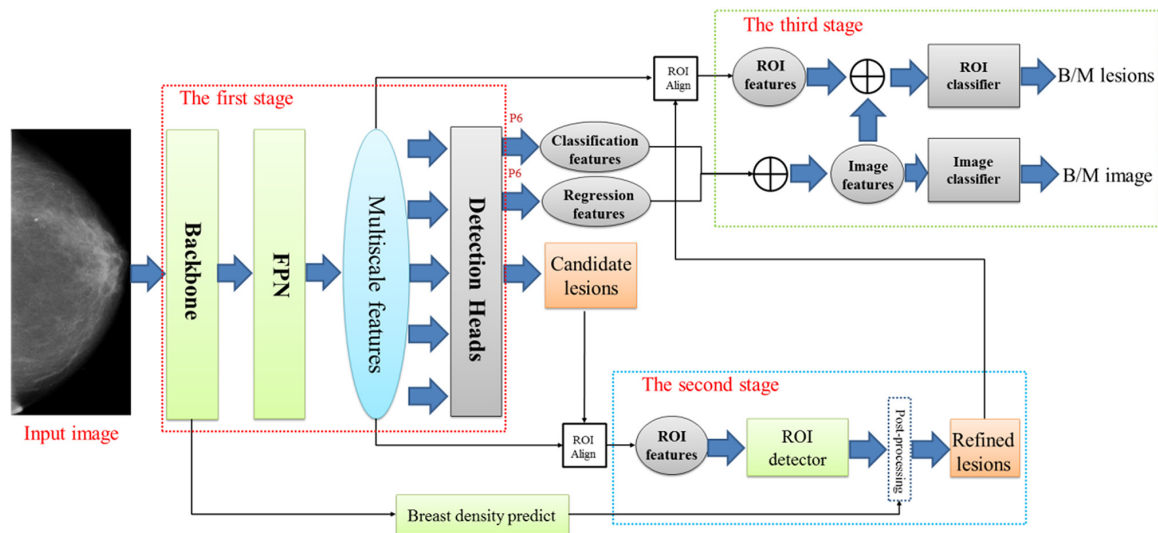 The third stage
ROI
Align
ROI
features
ROI
classifier
B/M lesions
The first stage
P6
Classification
features
P6
Regression
features
Image
features
Image
classifier
B/M image
Backbone
FPN
Multiscale features
Detection Heads
Candidate
lesions
Input image
The second stage
ROI
Align
ROI
features
ROI
detector
Post-processing
Refined
lesions
Breast density predict